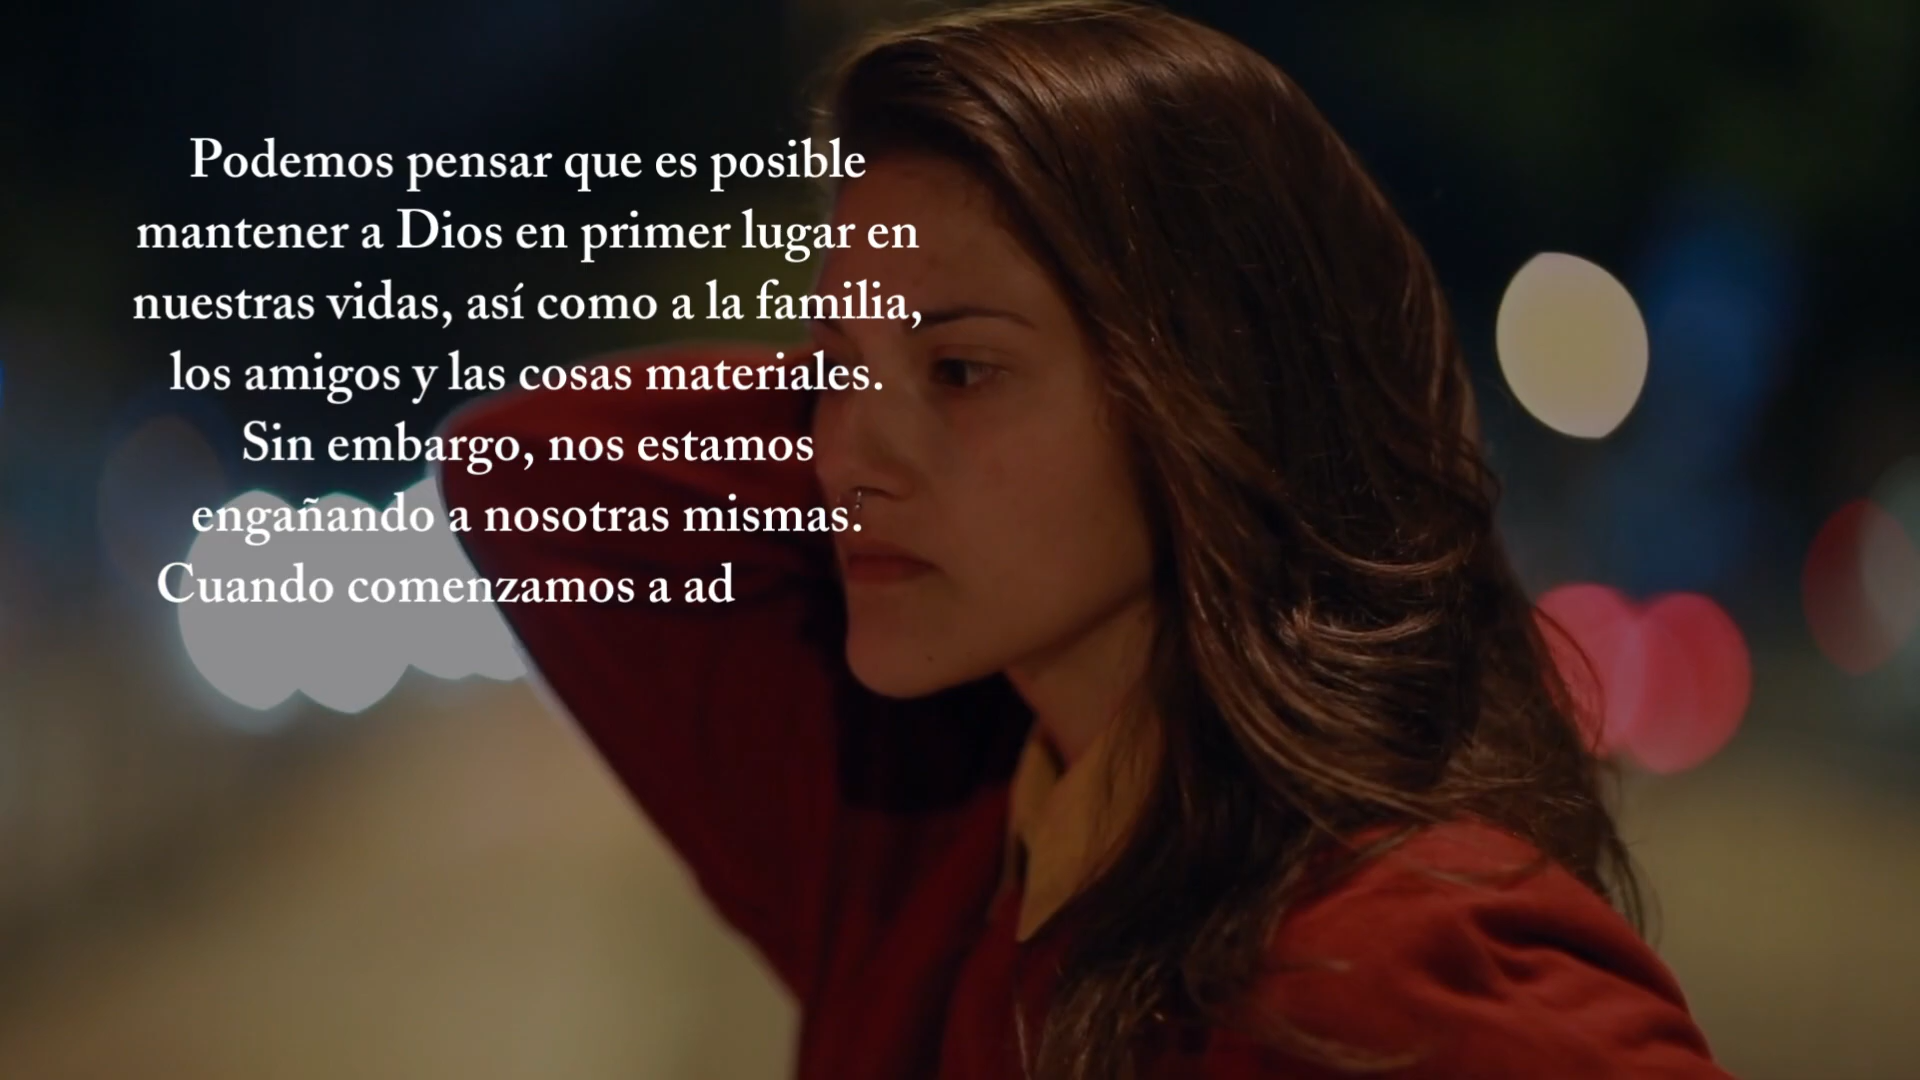 Podemos pensar que es posible
mantener a Dios en primer lugar en
nuestras vidas, así como a la familia,
los amigos y las cosas materiales.
Sin embargo, nos estamos
engañando a nosotras mismas.
Cuando comenzamos a ad